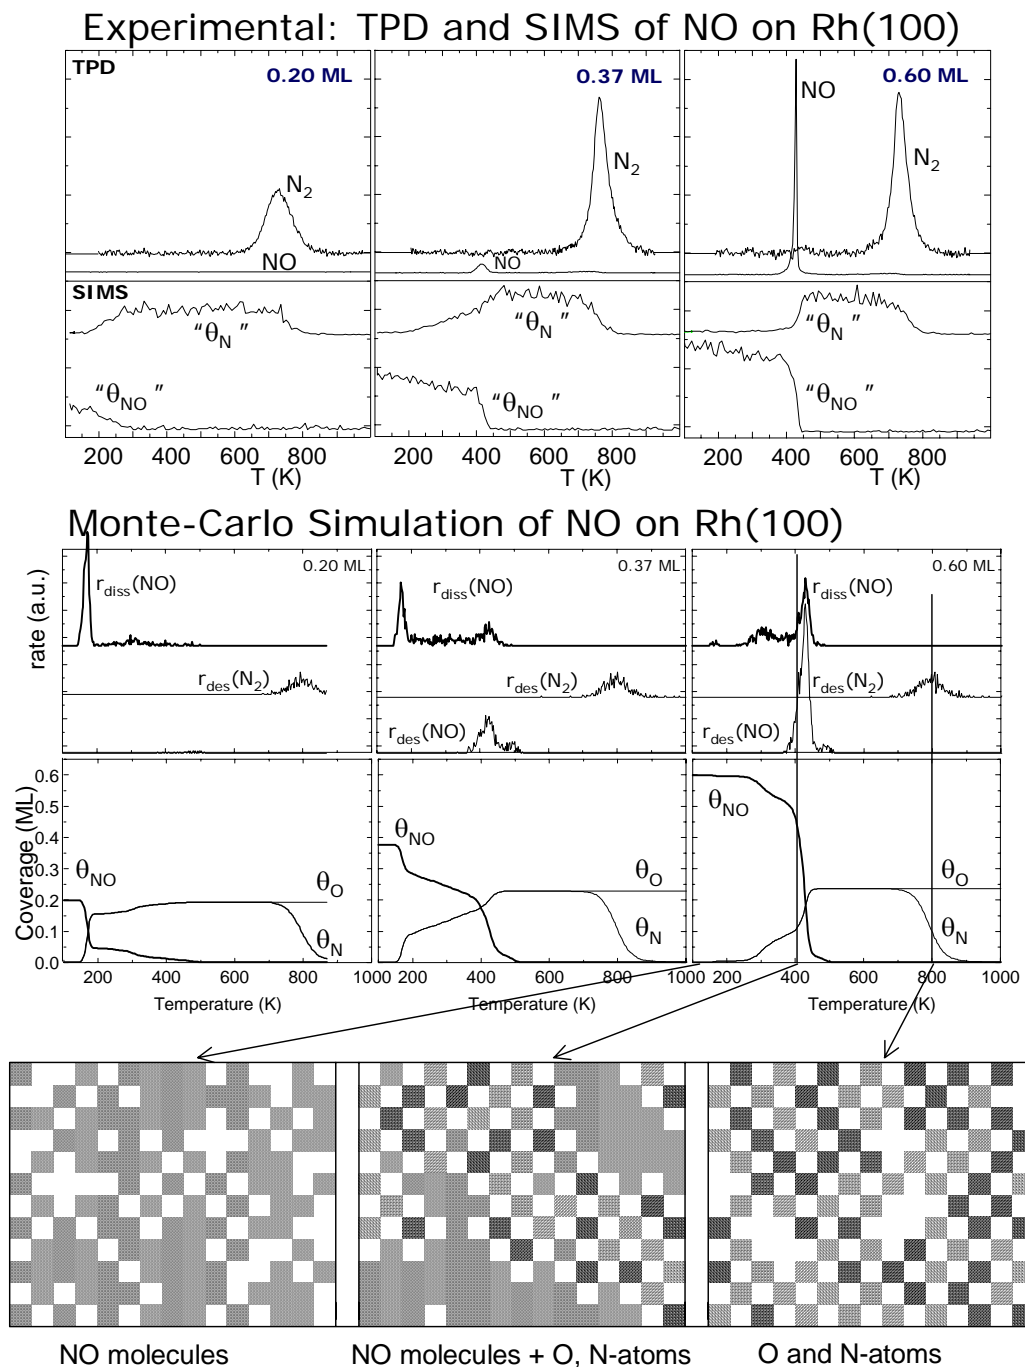 Experimental: TPD and SIMS of NO on Rh(100)
TPD
0.20 ML
0.37 ML
0.60 ML
N2
NO
N2
NO
NO
N2
SIMS
“θN ”
“θNO ”
“θN ”
“θNO ”
“θN ”
“θNO ”
200 400 600 800
200 400 600 800
200 400 600 800
T (K)
T (K)
T (K)
Monte-Carlo Simulation of NO on Rh(100)
rate (a.u.)
0.20 ML
0.37 ML
0.60 ML
rdiss(NO)
rdiss(NO)
rdiss(NO)
rdes(N2)
rdes(N2)
rdes(N2)
rdes(NO)
rdes(NO)
Coverage (ML)
0.6
0.5
0.4
0.3
0.2
0.1
0.0
θNO
θO
θN
θNO
θO
θN
θNO
θO
θN
200 400 600 800 1000
200 400 600 800 1000
200 400 600 800 1000
Temperature (K)
Temperature (K)
Temperature (K)
NO molecules
NO molecules + O, N-atoms
O and N-atoms